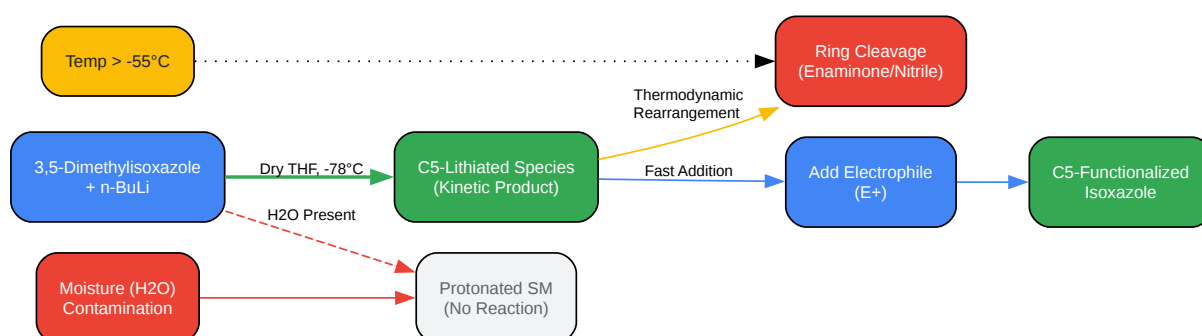 Temp > -55°C
Ring Cleavage
(Enaminone/Nitrile)
Thermodynamic
Rearrangement
3,5-Dimethylisoxazole
+ n-BuLi
Dry THF, -78°C
C5-Lithiated Species
(Kinetic Product)
Fast Addition
Add Electrophile
(E+)
C5-Functionalized
Isoxazole
H2O Present
Moisture (H2O)
Contamination
Protonated SM
(No Reaction)